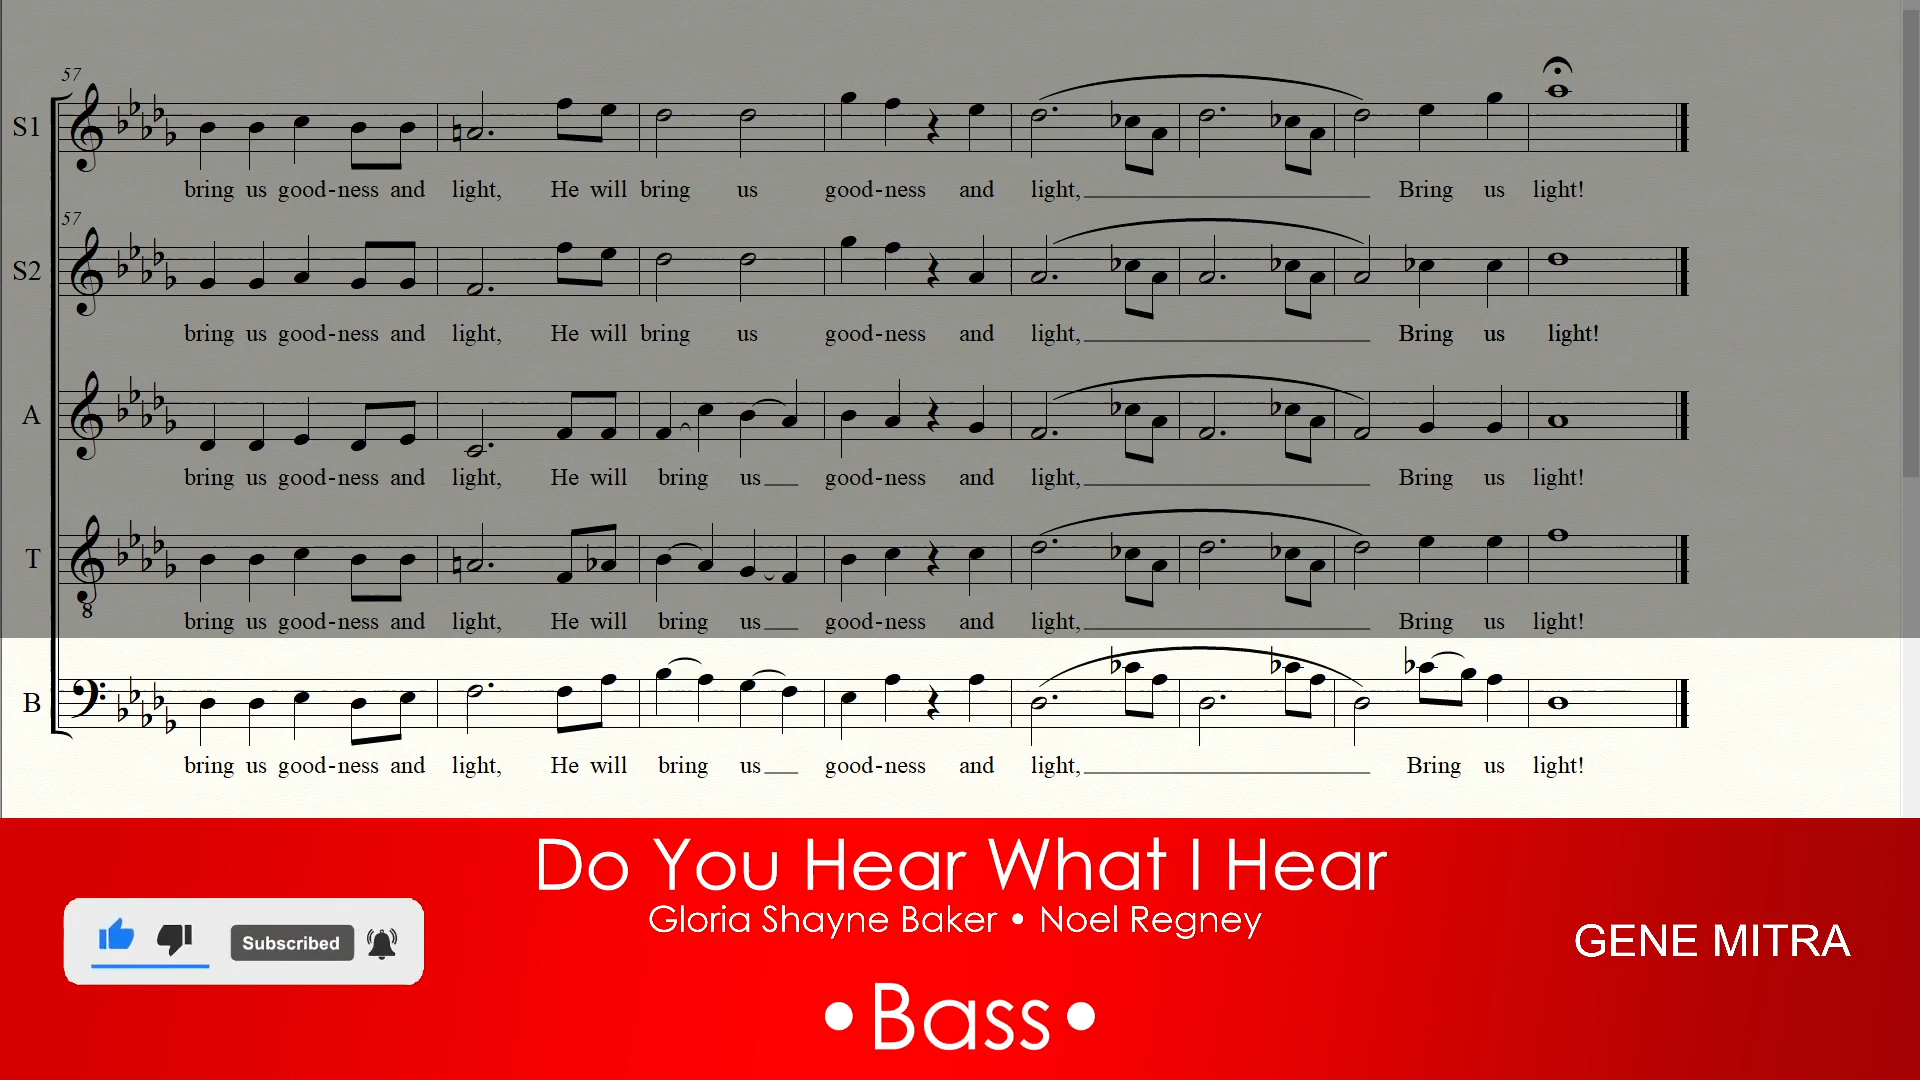 57
S1
bring us good-ness and light, He will bring us good-ness and light, Bring us light!
57
S2
bring us good-ness and light, He will bring us good-ness and light, Bring us light!
A
bring us good-ness and light, He will bring us good-ness and light, Bring us light!
T
8
bring us good-ness and light, He will bring us good-ness and light, Bring us light!
B
bring us good-ness and light, He will bring us good-ness and light, Bring us light!
Do You Hear What I Hear
Gloria Shayne Baker • Noel Regney
Subscribed
GENE MITRA
•Bass•